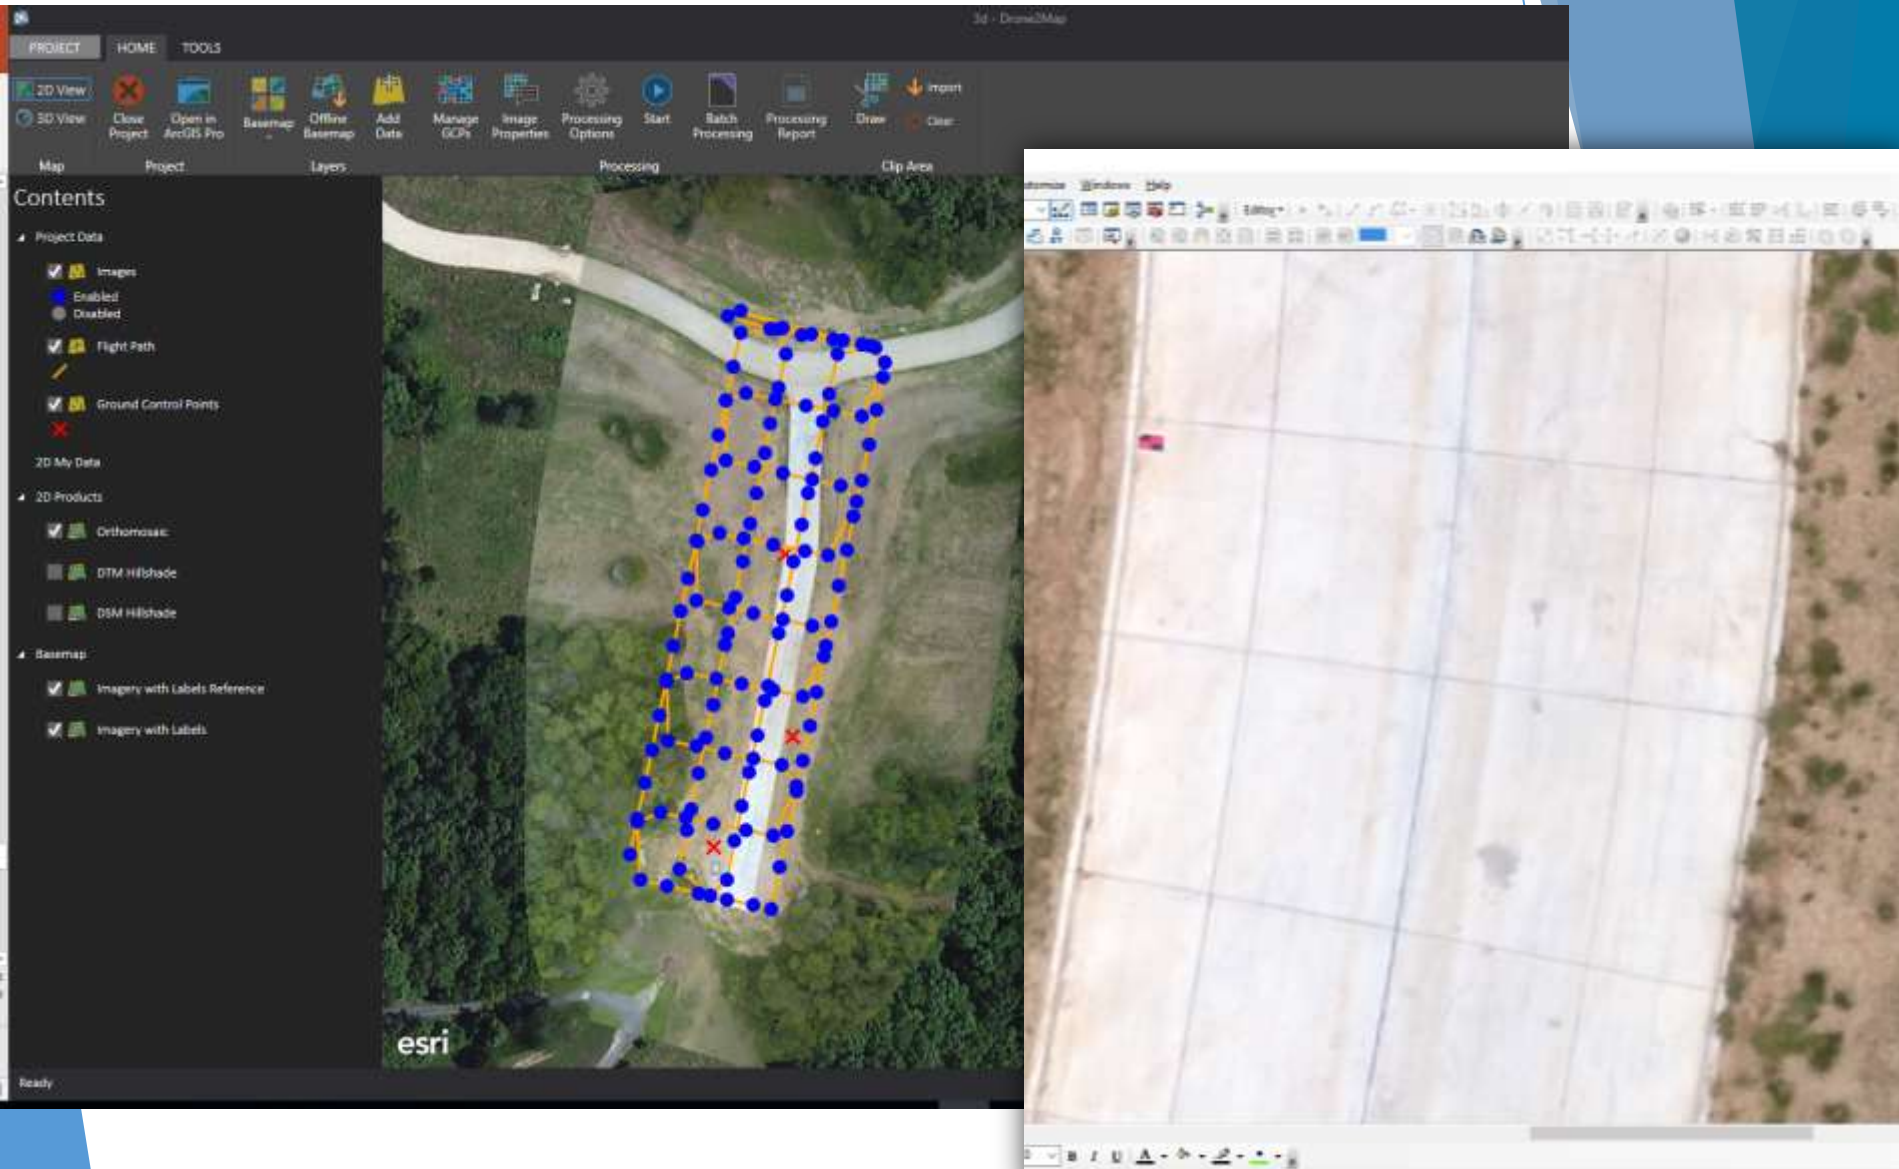 3d - Drone2Map
PROJECT HOME TOOLS
2D View
3D View
Close Project
Open in ArcGIS Pro
Basemap
Offline Basemap
Add Data
Manage GCPs
Image Properties
Processing Options
Start
Batch Processing
Processing Report
Draw
Import
Clear
Map Project Layers Processing Clip Area
Contents
Project Data
Images
Enabled
Disabled
Flight Path
Ground Control Points
2D My Data
2D Products
Orthomosaic
DTM Hillshade
DSM Hillshade
Basemap
Imagery with Labels Reference
Imagery with Labels
esri
Ready
Windows Help
Editor
B I U A